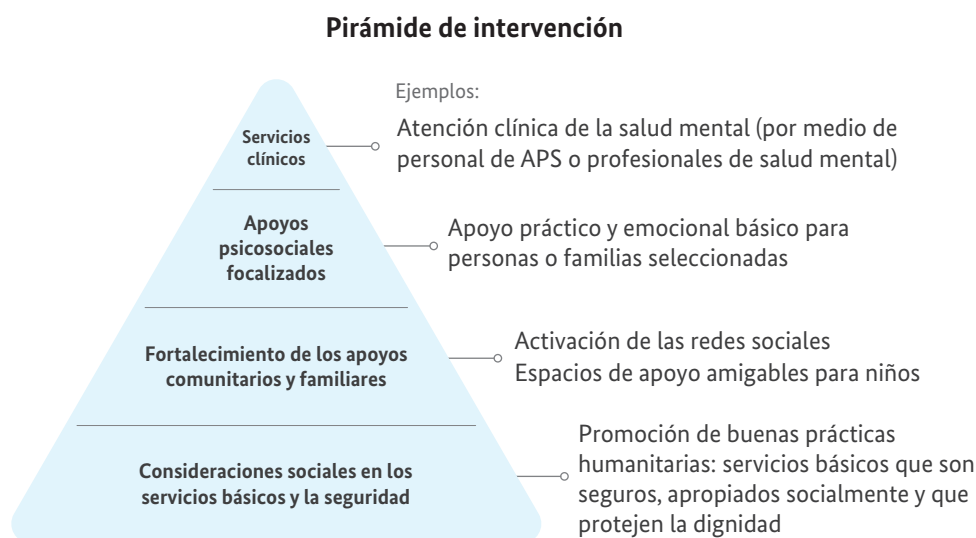 Pirámide de intervención
Ejemplos:
Servicios
clínicos
Atención clínica de la salud mental (por medio de
personal de APS o profesionales de salud mental)
Apoyos
psicosociales
focalizados
Apoyo práctico y emocional básico para
personas o familias seleccionadas
Fortalecimiento de los apoyos
comunitarios y familiares
Activación de las redes sociales
Espacios de apoyo amigables para niños
Consideraciones sociales en los
servicios básicos y la seguridad
Promoción de buenas prácticas
humanitarias: servicios básicos que son
seguros, apropiados socialmente y que
protejen la dignidad